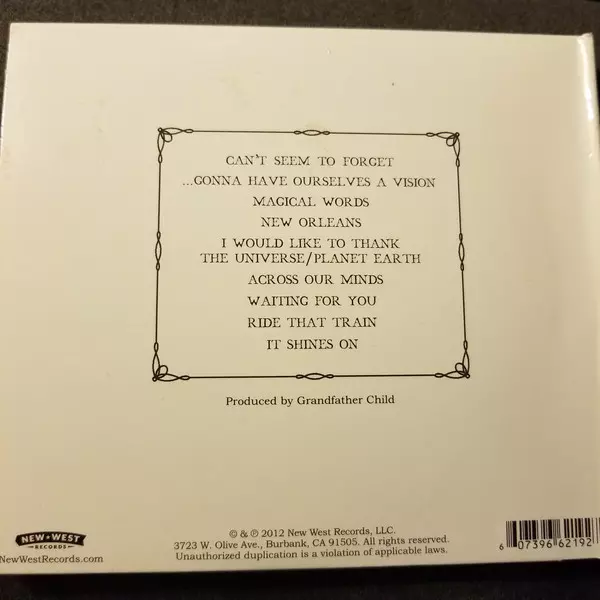 CAN'T SEEM TO FORGET
...GONNA HAVE OURSELVES A VISION
MAGICAL WORDS
NEW ORLEANS
I WOULD LIKE TO THANK
THE UNIVERSE/PLANET EARTH
ACROSS OUR MINDS
WAITING FOR YOU
RIDE THAT TRAIN
IT SHINES ON
Produced by Grandfather Child
NEW★WEST
RECORDS
NewWestRecords.com
© & ℗ 2012 New West Records, LLC.
3723 W. Olive Ave., Burbank, CA 91505. All rights reserved.
Unauthorized duplication is a violation of applicable laws.
6 07396 62192